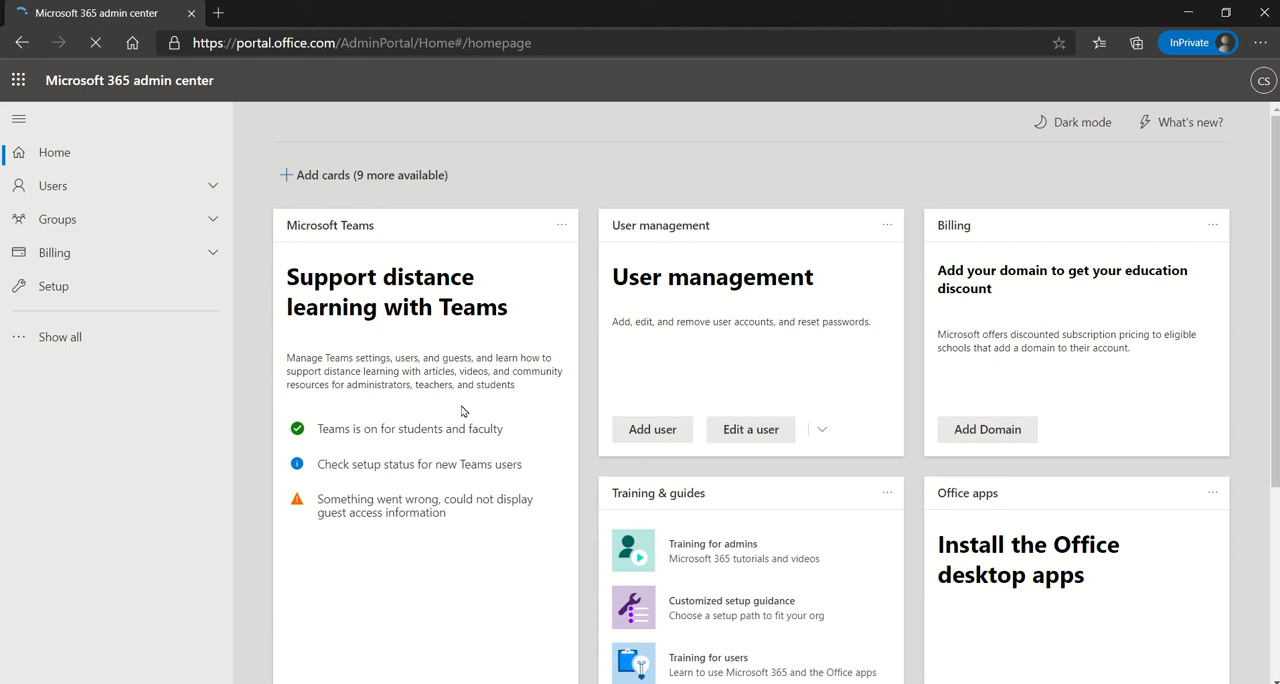 Microsoft 365 admin center
https://portal.office.com/AdminPortal/Home#/homepage
InPrivate
Microsoft 365 admin center
CS
Dark mode
What's new?
Home
Users
Groups
Billing
Setup
Show all
Add cards (9 more available)
Microsoft Teams
Support distance
learning with Teams
Manage Teams settings, users, and guests, and learn how to
support distance learning with articles, videos, and community
resources for administrators, teachers, and students
Teams is on for students and faculty
Check setup status for new Teams users
Something went wrong, could not display
guest access information
User management
User management
Add, edit, and remove user accounts, and reset passwords.
Add user
Edit a user
Billing
Add your domain to get your education
discount
Microsoft offers discounted subscription pricing to eligible
schools that add a domain to their account.
Add Domain
Training & guides
Training for admins
Microsoft 365 tutorials and videos
Customized setup guidance
Choose a setup path to fit your org
Training for users
Learn to use Microsoft 365 and the Office apps
Office apps
Install the Office
desktop apps